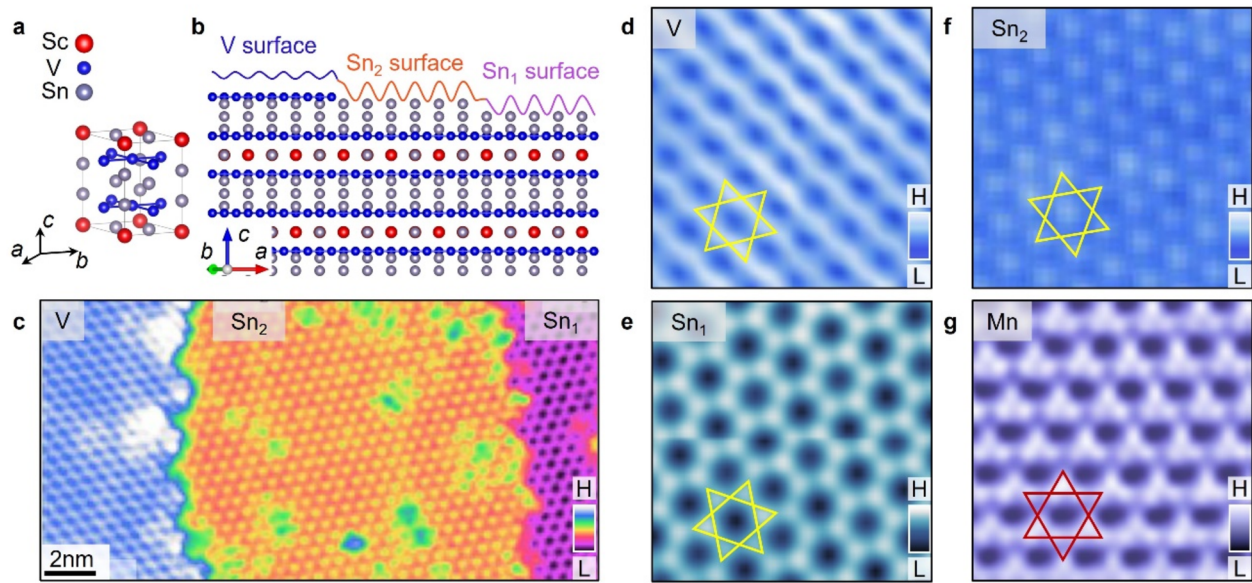 a
Sc
V
Sn
c
a
b
b
V surface
Sn₂ surface
Sn₁ surface
b
c
a
c
V
Sn₂
Sn₁
2nm
H
L
d
V
H
L
e
Sn₁
H
L
f
Sn₂
H
L
g
Mn
H
L